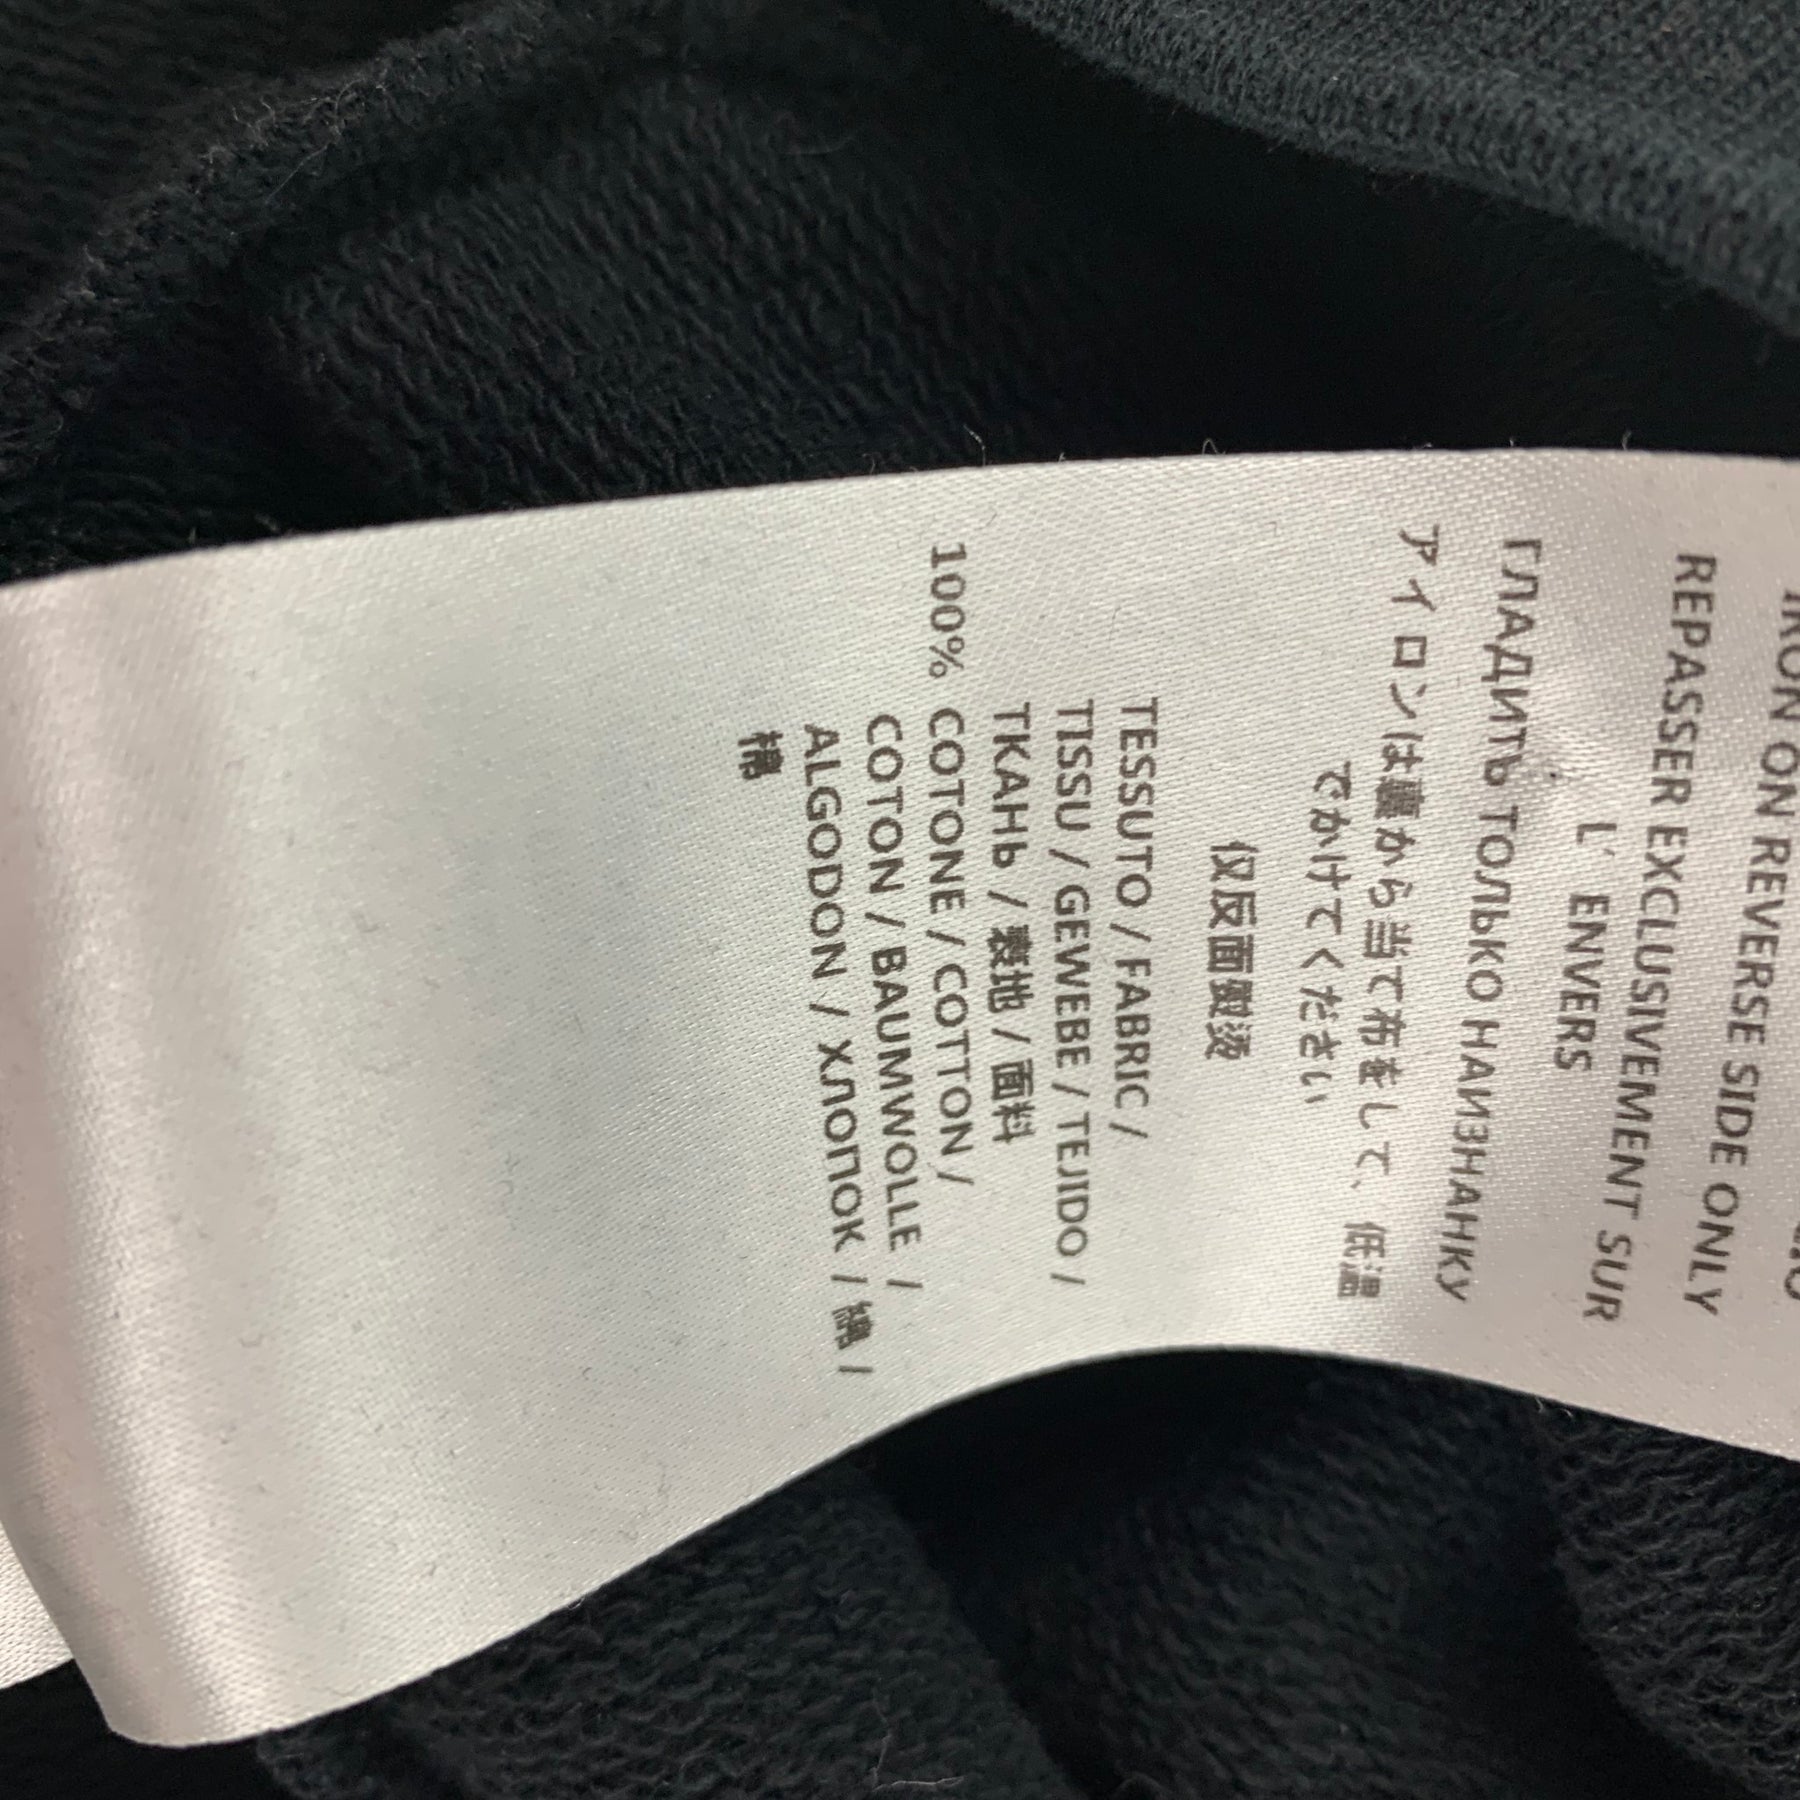 IRON ON REVERSE SIDE ONLY
REPASSER EXCLUSIVEMENT SUR
L' ENVERS
ГЛАДИТЬ ТОЛЬКО НАИЗНАНКУ
アイロンは裏から当て布をして、低温
でかけてください
仅反面熨烫
TESSUTO / FABRIC /
TISSU / GEWEBE / TEJIDO /
ТКАНЬ / 裏地 / 面料
100% COTONE / COTTON /
COTON / BAUMWOLLE /
ALGODON / ХЛОПОК / 綿 /
棉